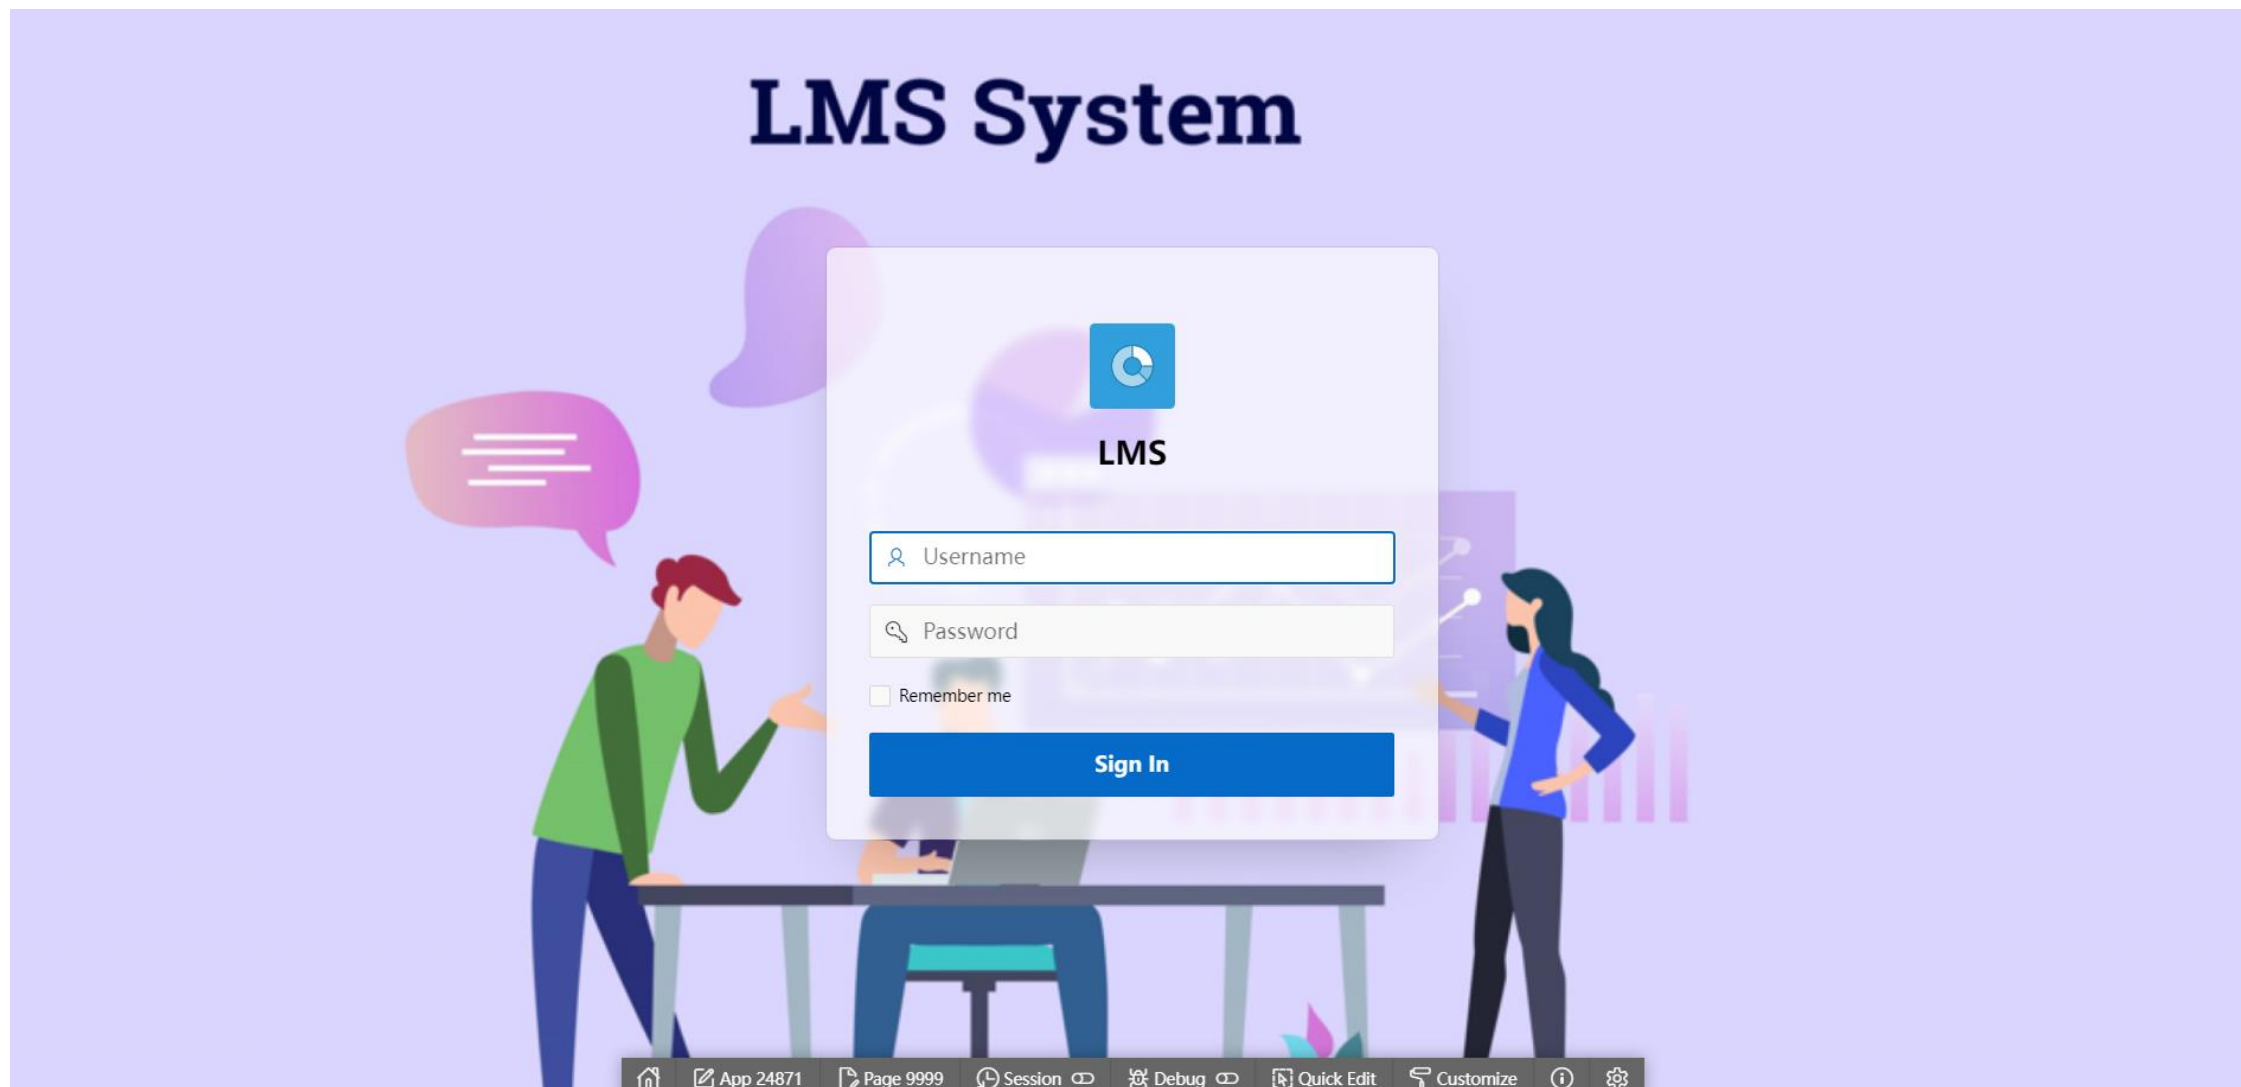 LMS System
LMS
Username
Password
Remember me
Sign In
App 24871 Page 9999 Session Debug Quick Edit Customize